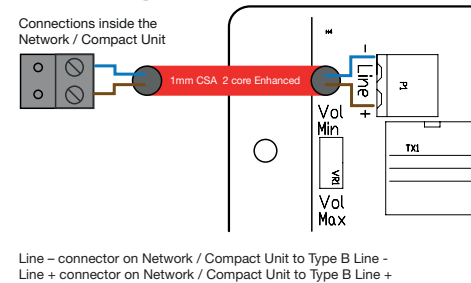 Connections inside the
Network / Compact Unit
1mm CSA 2 core Enhanced
- Line +
P1
Vol
Min
VR1
Vol
Max
TX1
Line – connector on Network / Compact Unit to Type B Line -
Line + connector on Network / Compact Unit to Type B Line +